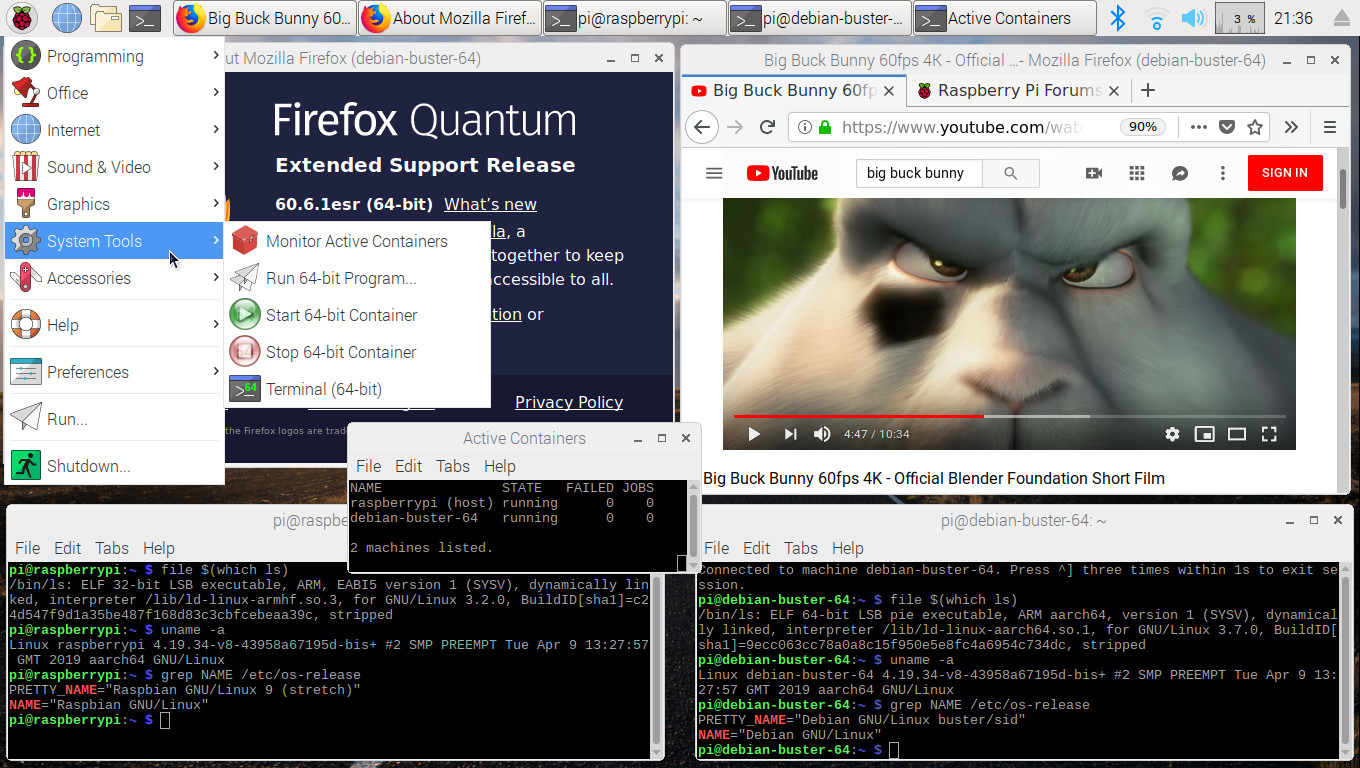 Big Buck Bunny 60...
About Mozilla Firef...
pi@raspberrypi: ~
pi@debian-buster-...
Active Containers
3 %
21:36
Programming
Office
Internet
Sound & Video
Graphics
System Tools
Accessories
Help
Preferences
Run...
Shutdown...
Monitor Active Containers
Run 64-bit Program...
Start 64-bit Container
Stop 64-bit Container
64
Terminal (64-bit)
ut Mozilla Firefox (debian-buster-64)
Firefox Quantum
Extended Support Release
60.6.1esr (64-bit) What's new
la, a
together to keep
accessible to all.
tion or
Privacy Policy
the Firefox logos are trad
Big Buck Bunny 60fps 4K - Official ...- Mozilla Firefox (debian-buster-64)
Big Buck Bunny 60fp
Raspberry Pi Forums
https://www.youtube.com/wat
90%
YouTube
big buck bunny
SIGN IN
4:47 / 10:34
Big Buck Bunny 60fps 4K - Official Blender Foundation Short Film
Active Containers
File Edit Tabs Help
NAME STATE FAILED JOBS
raspberrypi (host) running 0 0
debian-buster-64 running 0 0
2 machines listed.
pi@raspbe
File Edit Tabs Help
pi@raspberrypi:~ $ file $(which ls)
/bin/ls: ELF 32-bit LSB executable, ARM, EABI5 version 1 (SYSV), dynamically lin
ked, interpreter /lib/ld-linux-armhf.so.3, for GNU/Linux 3.2.0, BuildID[sha1]=c2
4d547f9d1a35be487f168d83c3cbfcebeaa39c, stripped
pi@raspberrypi:~ $ uname -a
Linux raspberrypi 4.19.34-v8-43958a67195d-bis+ #2 SMP PREEMPT Tue Apr 9 13:27:57
GMT 2019 aarch64 GNU/Linux
pi@raspberrypi:~ $ grep NAME /etc/os-release
PRETTY_NAME="Raspbian GNU/Linux 9 (stretch)"
NAME="Raspbian GNU/Linux"
pi@raspberrypi:~ $
pi@debian-buster-64: ~
File Edit Tabs Help
Connected to machine debian-buster-64. Press ^] three times within 1s to exit se
ssion.
pi@debian-buster-64:~ $ file $(which ls)
/bin/ls: ELF 64-bit LSB pie executable, ARM aarch64, version 1 (SYSV), dynamical
ly linked, interpreter /lib/ld-linux-aarch64.so.1, for GNU/Linux 3.7.0, BuildID[
sha1]=9ecc063cc78a0a8c15f950e5e8fc4a6954c734dc, stripped
pi@debian-buster-64:~ $ uname -a
Linux debian-buster-64 4.19.34-v8-43958a67195d-bis+ #2 SMP PREEMPT Tue Apr 9 13:
27:57 GMT 2019 aarch64 GNU/Linux
pi@debian-buster-64:~ $ grep NAME /etc/os-release
PRETTY_NAME="Debian GNU/Linux buster/sid"
NAME="Debian GNU/Linux"
pi@debian-buster-64:~ $